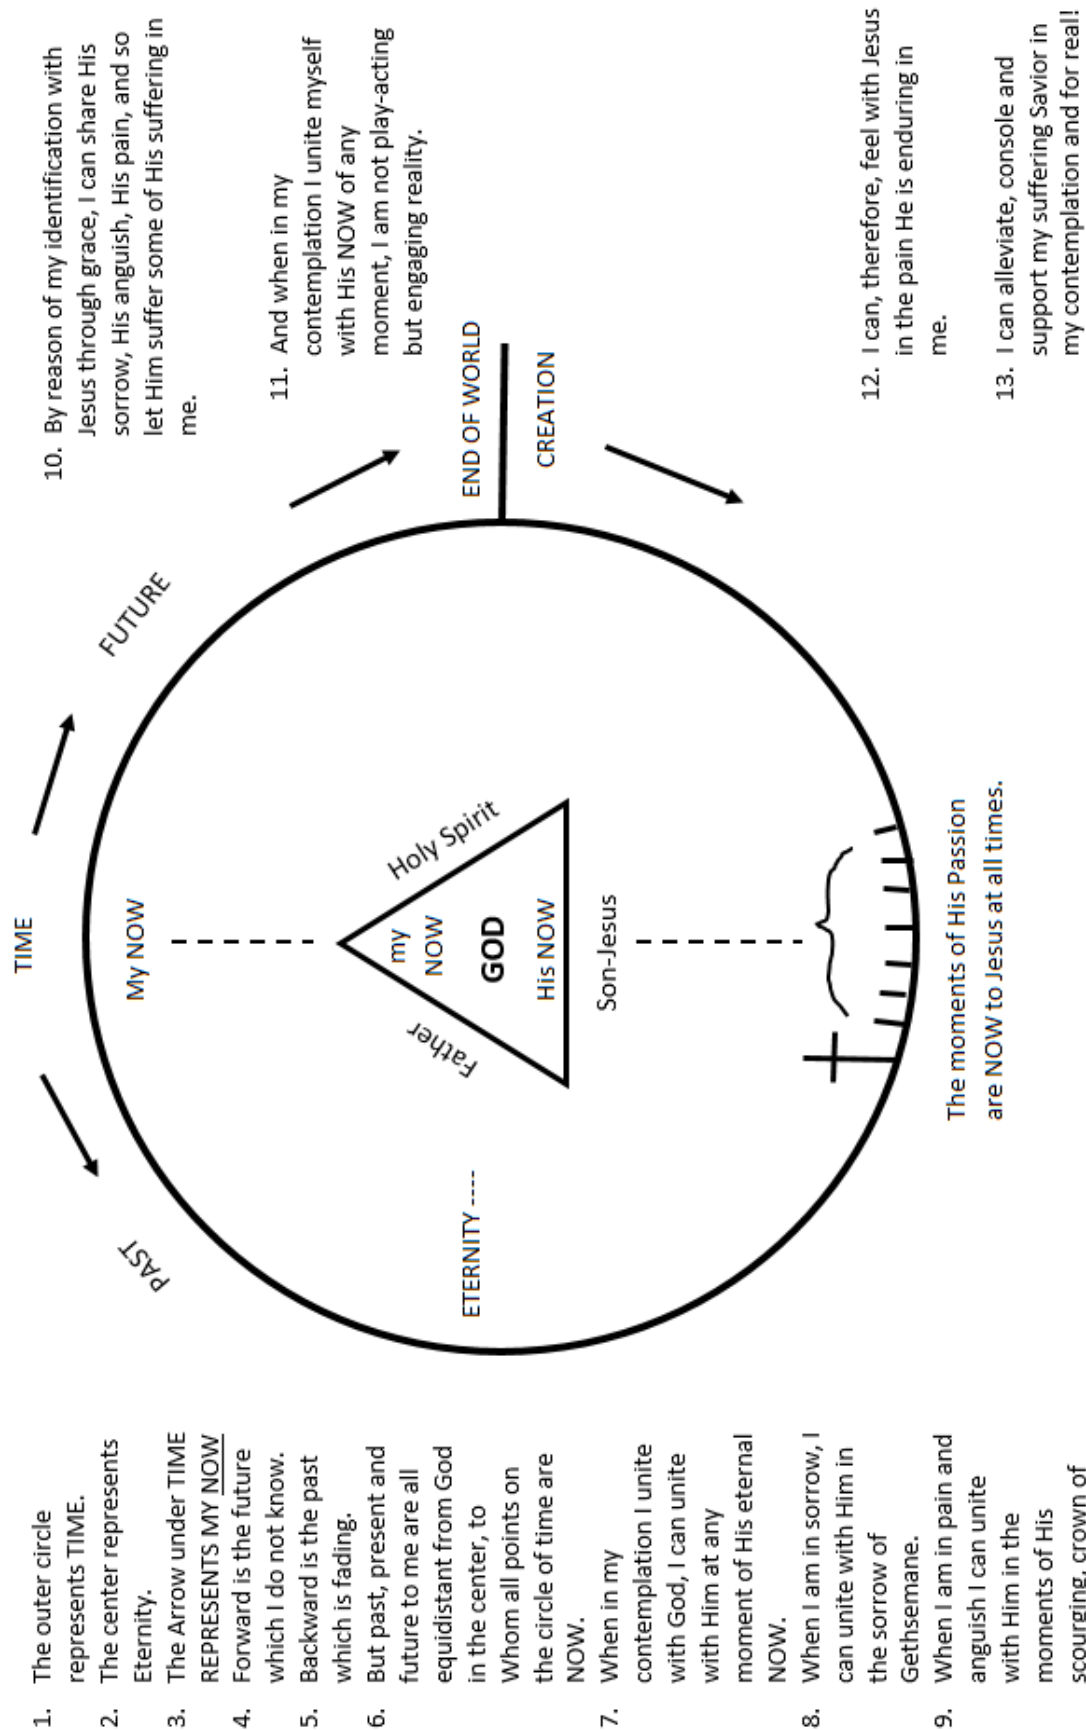 1. The outer circle
represents TIME.
2. The center represents
Eternity.
3. The Arrow under TIME
REPRESENTS MY NOW
4. Forward is the future
which I do not know.
5. Backward is the past
which is fading.
6. But past, present and
future to me are all
equidistant from God
in the center, to
Whom all points on
the circle of time are
NOW.
7. When in my
contemplation I unite
with God, I can unite
with Him at any
moment of His eternal
NOW.
8. When I am in sorrow, I
can unite with Him in
the sorrow of
Gethsemane.
9. When I am in pain and
anguish I can unite
with Him in the
moments of His
scourging, crown of
TIME
PAST
FUTURE
My NOW
Father
Holy Spirit
my
NOW
GOD
His NOW
Son-Jesus
ETERNITY ----
END OF WORLD
CREATION
The moments of His Passion
are NOW to Jesus at all times.
10. By reason of my identification with
Jesus through grace, I can share His
sorrow, His anguish, His pain, and so
let Him suffer some of His suffering in
me.
11. And when in my
contemplation I unite myself
with His NOW of any
moment, I am not play-acting
but engaging reality.
12. I can, therefore, feel with Jesus
in the pain He is enduring in
me.
13. I can alleviate, console and
support my suffering Savior in
my contemplation and for real!